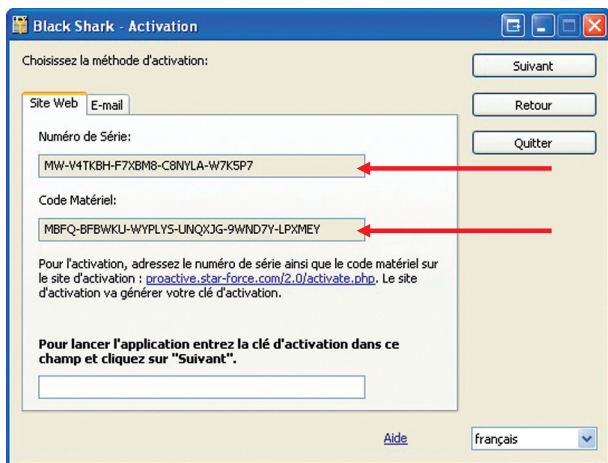 Black Shark - Activation
Choisissez la méthode d'activation:
Suivant
Site Web
E-mail
Retour
Numéro de Série:
Quitter
MW-V4TKBH-F7XBM8-C8NYLA-W7K5P7
Code Matériel:
MBFQ-BFBWKU-WYPLYS-UNQXJG-9WND7Y-LPXMEY
Pour l'activation, adressez le numéro de série ainsi que le code matériel sur
le site d'activation : proactive.star-force.com/2.0/activate.php. Le site
d'activation va générer votre clé d'activation.
Pour lancer l'application entrez la clé d'activation dans ce
champ et cliquez sur "Suivant".
Aide
français